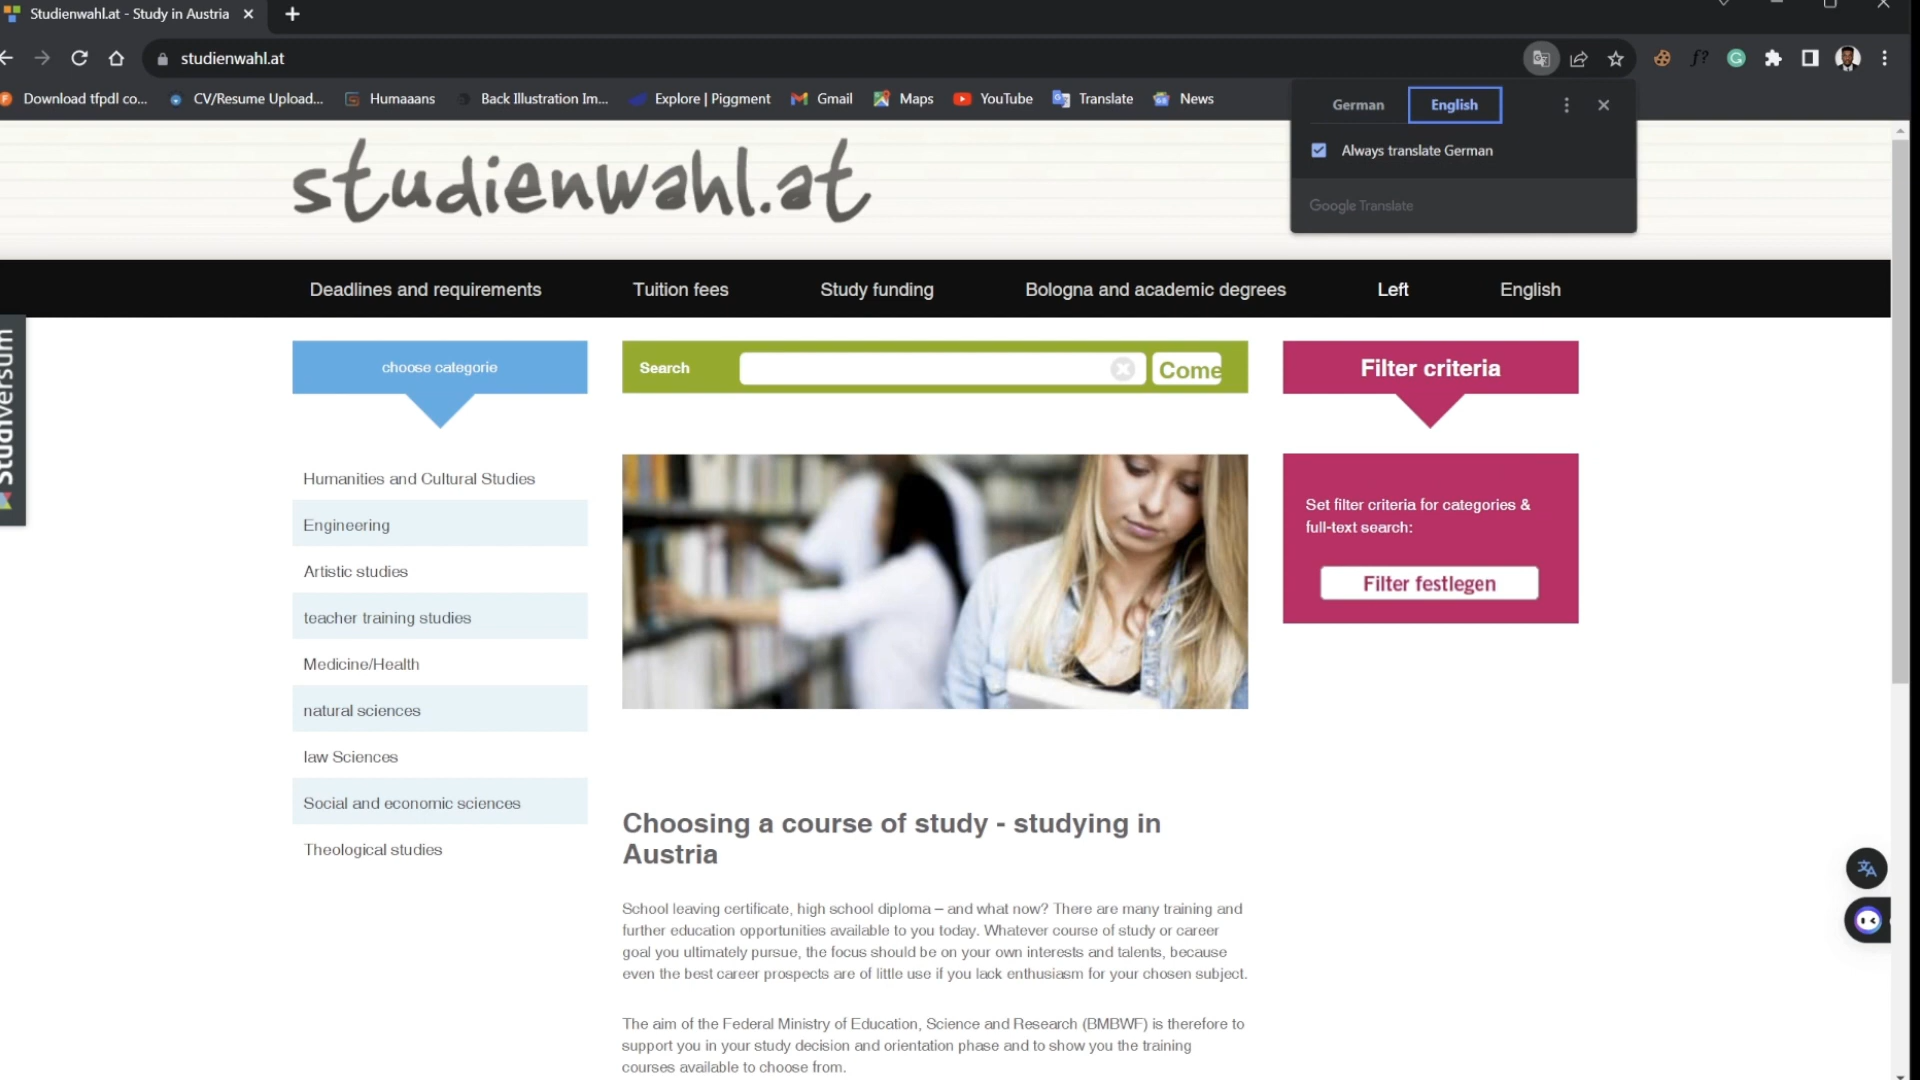 Studienwahl.at - Study in Austria
studienwahl.at
Download tfpdl co...
CV/Resume Upload...
Humaaans
Back Illustration Im...
Explore | Piggment
Gmail
Maps
YouTube
Translate
News
German
English
Always translate German
Google Translate
studienwahl.at
Deadlines and requirements
Tuition fees
Study funding
Bologna and academic degrees
Left
English
Studiversum
choose categorie
Humanities and Cultural Studies
Engineering
Artistic studies
teacher training studies
Medicine/Health
natural sciences
law Sciences
Social and economic sciences
Theological studies
Search
Come
Filter criteria
Set filter criteria for categories &
full-text search:
Filter festlegen
Choosing a course of study - studying in
Austria
School leaving certificate, high school diploma – and what now? There are many training and
further education opportunities available to you today. Whatever course of study or career
goal you ultimately pursue, the focus should be on your own interests and talents, because
even the best career prospects are of little use if you lack enthusiasm for your chosen subject.
The aim of the Federal Ministry of Education, Science and Research (BMBWF) is therefore to
support you in your study decision and orientation phase and to show you the training
courses available to choose from.